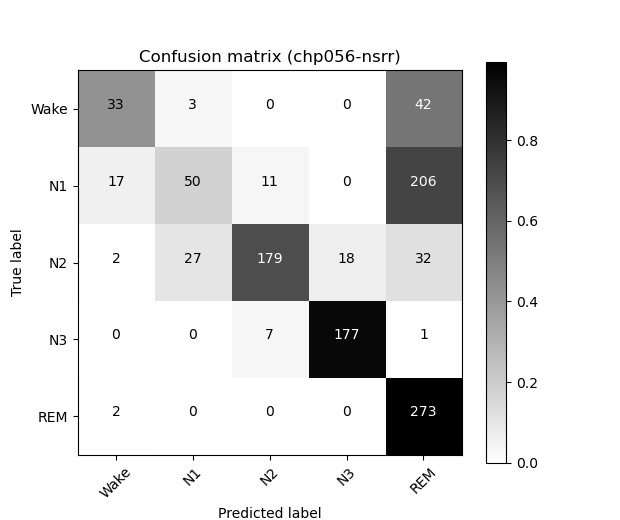 Confusion matrix (chp056-nsrr)
True label
Wake 33 3 0 0 42
N1 17 50 11 0 206
N2 2 27 179 18 32
N3 0 0 7 177 1
REM 2 0 0 0 273
Wake N1 N2 N3 REM
Predicted label
0.8
0.6
0.4
0.2
0.0